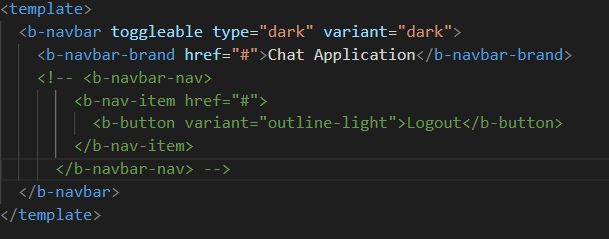 <template>
<b-navbar toggleable type="dark" variant="dark">
<b-navbar-brand href="#">Chat Application</b-navbar-brand>
<!-- <b-navbar-nav>
<b-nav-item href="#">
<b-button variant="outline-light">Logout</b-button>
</b-nav-item>
</b-navbar-nav> -->
</b-navbar>
</template>